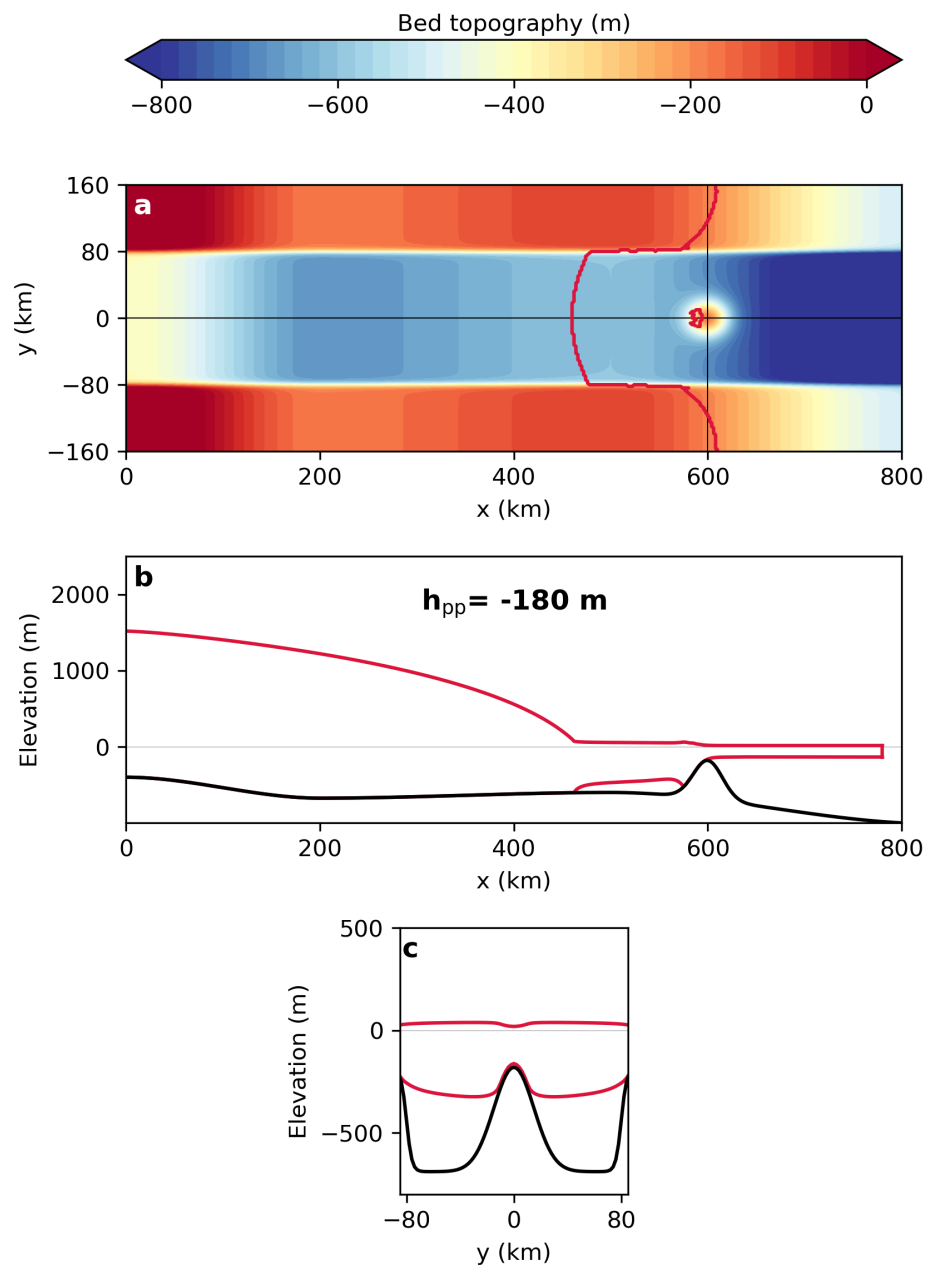 Bed topography (m)
−800 −600 −400 −200 0
a
160
80
0
−80
−160
y (km)
0 200 400 600 800
x (km)
b
h_pp= -180 m
2000
1000
0
Elevation (m)
0 200 400 600 800
x (km)
c
500
0
−500
Elevation (m)
−80 0 80
y (km)